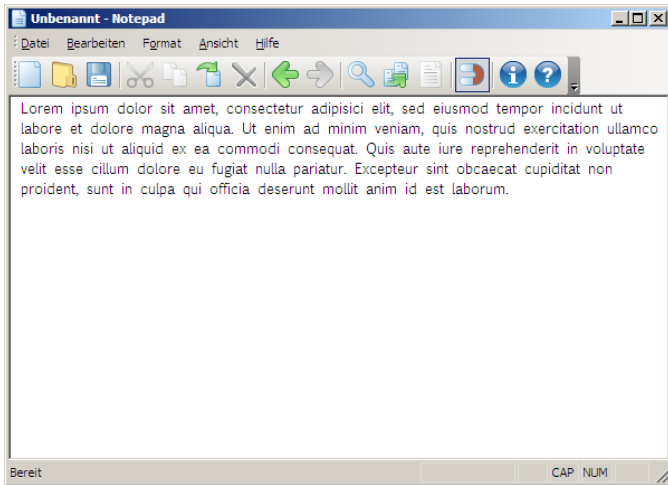 Unbenannt - Notepad
Datei Bearbeiten Format Ansicht Hilfe
Lorem ipsum dolor sit amet, consectetur adipisici elit, sed eiusmod tempor incidunt ut
labore et dolore magna aliqua. Ut enim ad minim veniam, quis nostrud exercitation ullamco
laboris nisi ut aliquid ex ea commodi consequat. Quis aute iure reprehenderit in voluptate
velit esse cillum dolore eu fugiat nulla pariatur. Excepteur sint obcaecat cupiditat non
proident, sunt in culpa qui officia deserunt mollit anim id est laborum.
Bereit CAP NUM